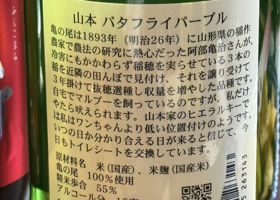 山本 バタフライパープル
亀の尾は1893年（明治26年）に山形県の稲作
農家で農法の研究に熱心だった阿部亀治さんが、
冷害にもかかわらず稲穂を実らせている3本の
稲を近隣の田んぼで見付け、それを譲り受けて
3年掛けて抜穂選種し収量を増やした品種です。
自宅でマルプーを飼っているのですが、私だけ
やたら吠えられます。山本家のヒエラルキーで
は私はワンちゃんより低い位置付けのようです。
いつの日か分かり合える日が来ると信じて、今
日もトイレシートを交換しています。
原材料名 米（国産）、米麹（国産米）
亀の尾 100％使用
精米歩合 55％
アルコール分
263143